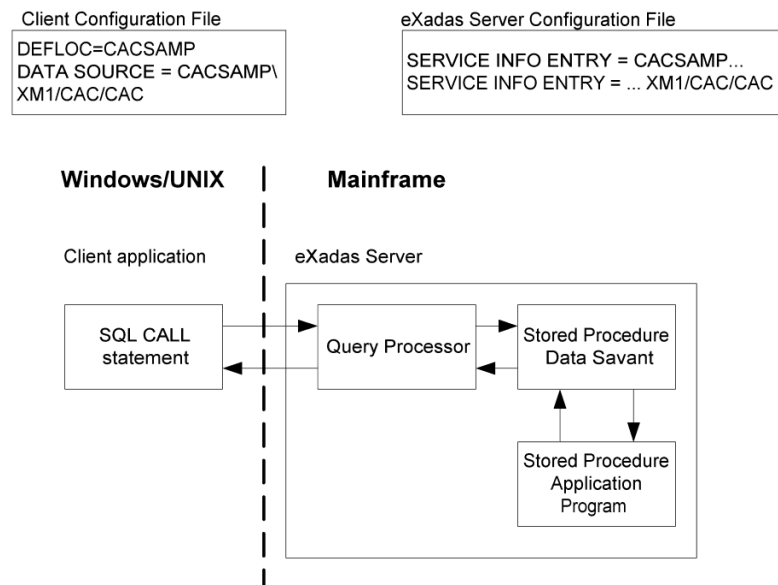 Client Configuration File
DEFLOC=CACSAMP
DATA SOURCE = CACSAMP\
XM1/CAC/CAC
eXadas Server Configuration File
SERVICE INFO ENTRY = CACSAMP...
SERVICE INFO ENTRY = ... XM1/CAC/CAC
Windows/UNIX
Mainframe
Client application
eXadas Server
SQL CALL
statement
Query Processor
Stored Procedure
Data Savant
Stored Procedure
Application
Program